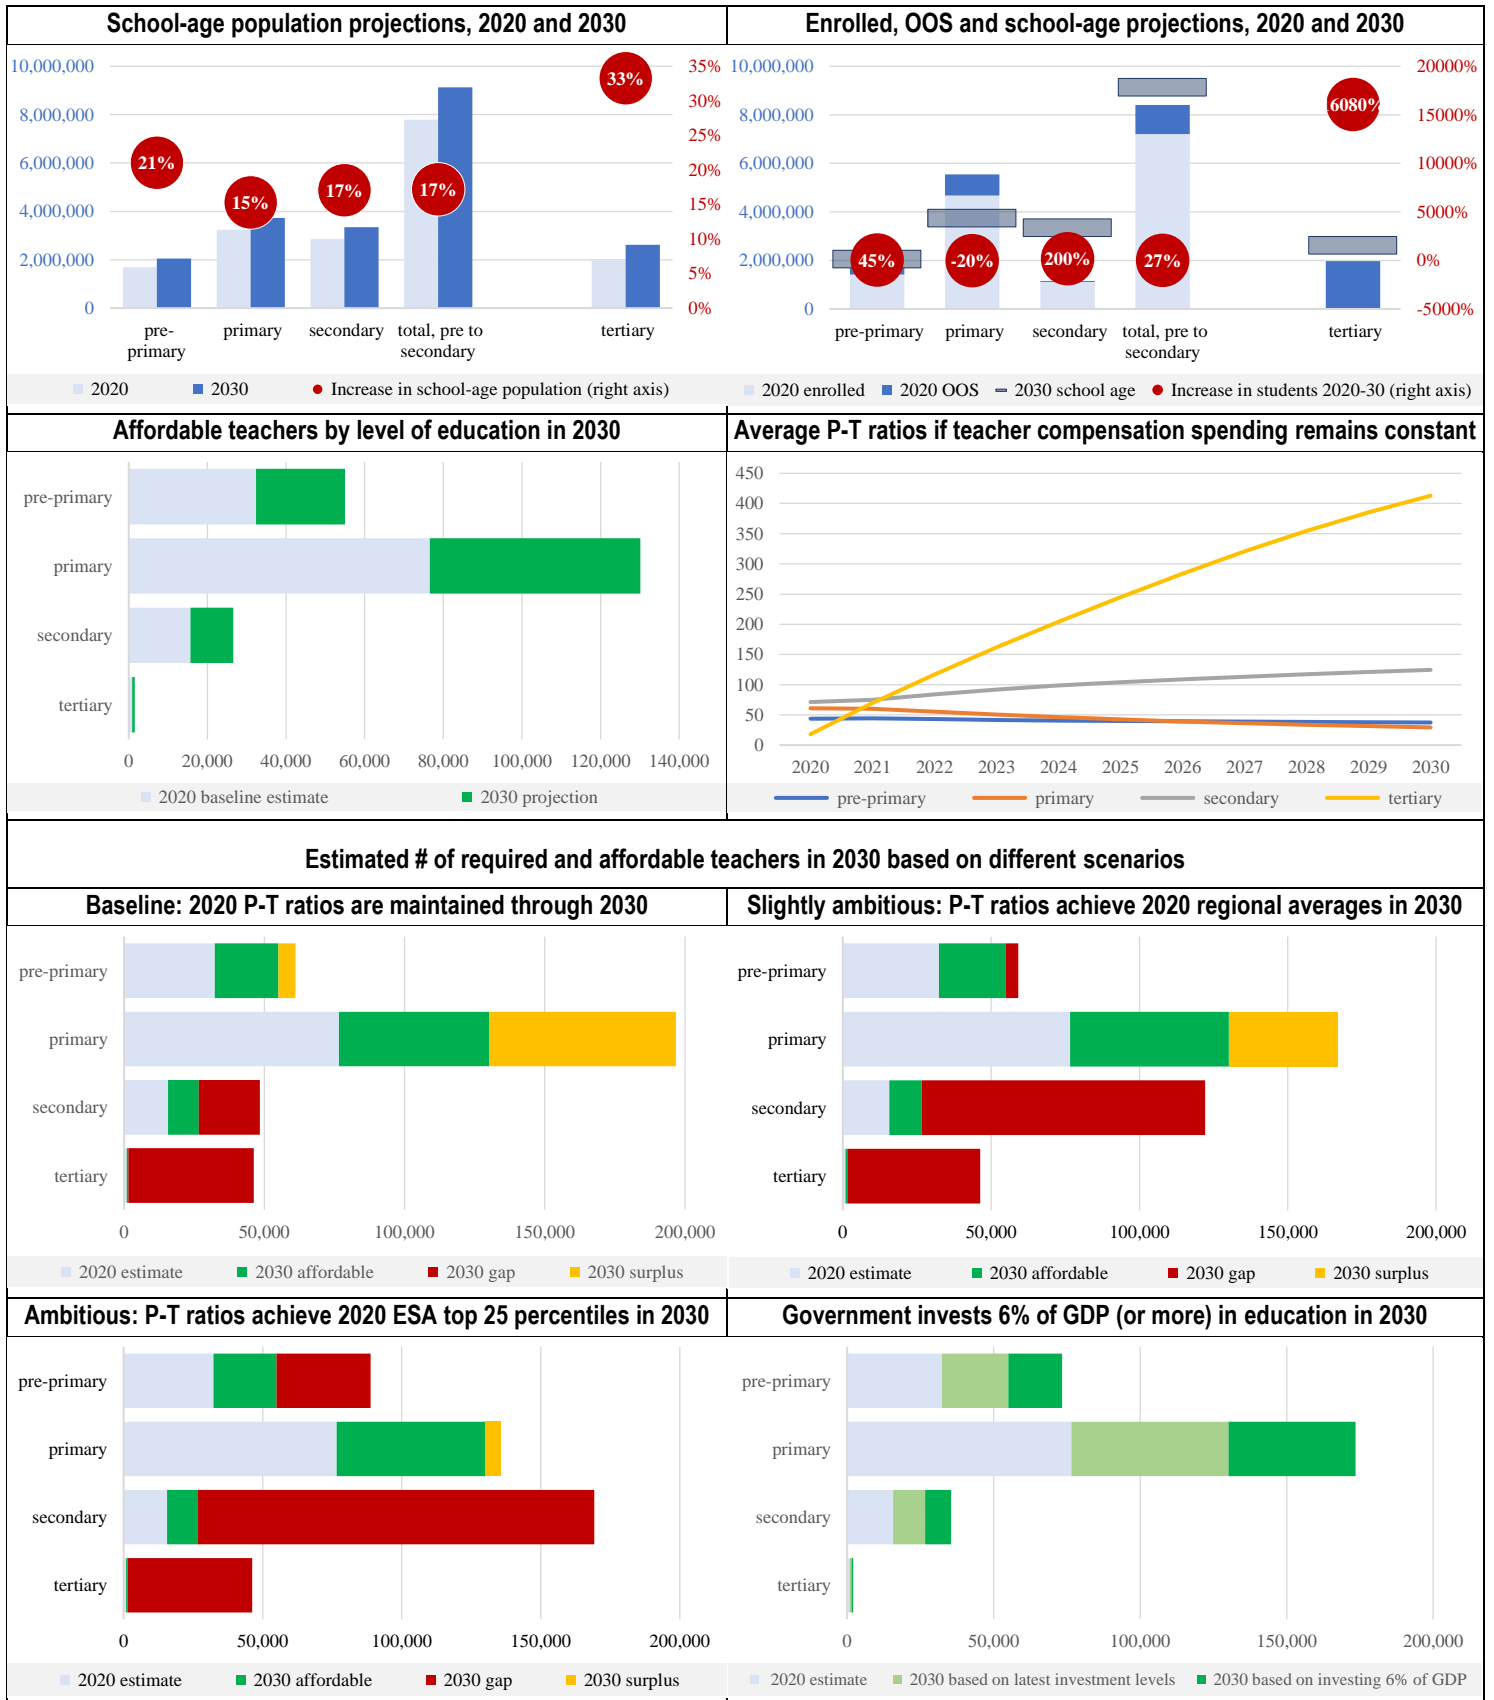 School-age population projections, 2020 and 2030
10,000,000
8,000,000
6,000,000
4,000,000
2,000,000
0
35%
30%
25%
20%
15%
10%
5%
0%
21%
15%
17%
17%
33%
pre-
primary
primary
secondary
total, pre to
secondary
tertiary
2020
2030
Increase in school-age population (right axis)
Enrolled, OOS and school-age projections, 2020 and 2030
10,000,000
8,000,000
6,000,000
4,000,000
2,000,000
0
20000%
15000%
10000%
5000%
0%
-5000%
45%
-20%
200%
27%
6080%
pre-primary
primary
secondary
total, pre to
secondary
tertiary
2020 enrolled
2020 OOS
2030 school age
Increase in students 2020-30 (right axis)
Affordable teachers by level of education in 2030
pre-primary
primary
secondary
tertiary
0 20,000 40,000 60,000 80,000 100,000 120,000 140,000
2020 baseline estimate
2030 projection
Average P-T ratios if teacher compensation spending remains constant
450
400
350
300
250
200
150
100
50
0
2020 2021 2022 2023 2024 2025 2026 2027 2028 2029 2030
pre-primary
primary
secondary
tertiary
Estimated # of required and affordable teachers in 2030 based on different scenarios
Baseline: 2020 P-T ratios are maintained through 2030
pre-primary
primary
secondary
tertiary
0 50,000 100,000 150,000 200,000
2020 estimate
2030 affordable
2030 gap
2030 surplus
Slightly ambitious: P-T ratios achieve 2020 regional averages in 2030
pre-primary
primary
secondary
tertiary
0 50,000 100,000 150,000 200,000
2020 estimate
2030 affordable
2030 gap
2030 surplus
Ambitious: P-T ratios achieve 2020 ESA top 25 percentiles in 2030
pre-primary
primary
secondary
tertiary
0 50,000 100,000 150,000 200,000
2020 estimate
2030 affordable
2030 gap
2030 surplus
Government invests 6% of GDP (or more) in education in 2030
pre-primary
primary
secondary
tertiary
0 50,000 100,000 150,000 200,000
2020 estimate
2030 based on latest investment levels
2030 based on investing 6% of GDP